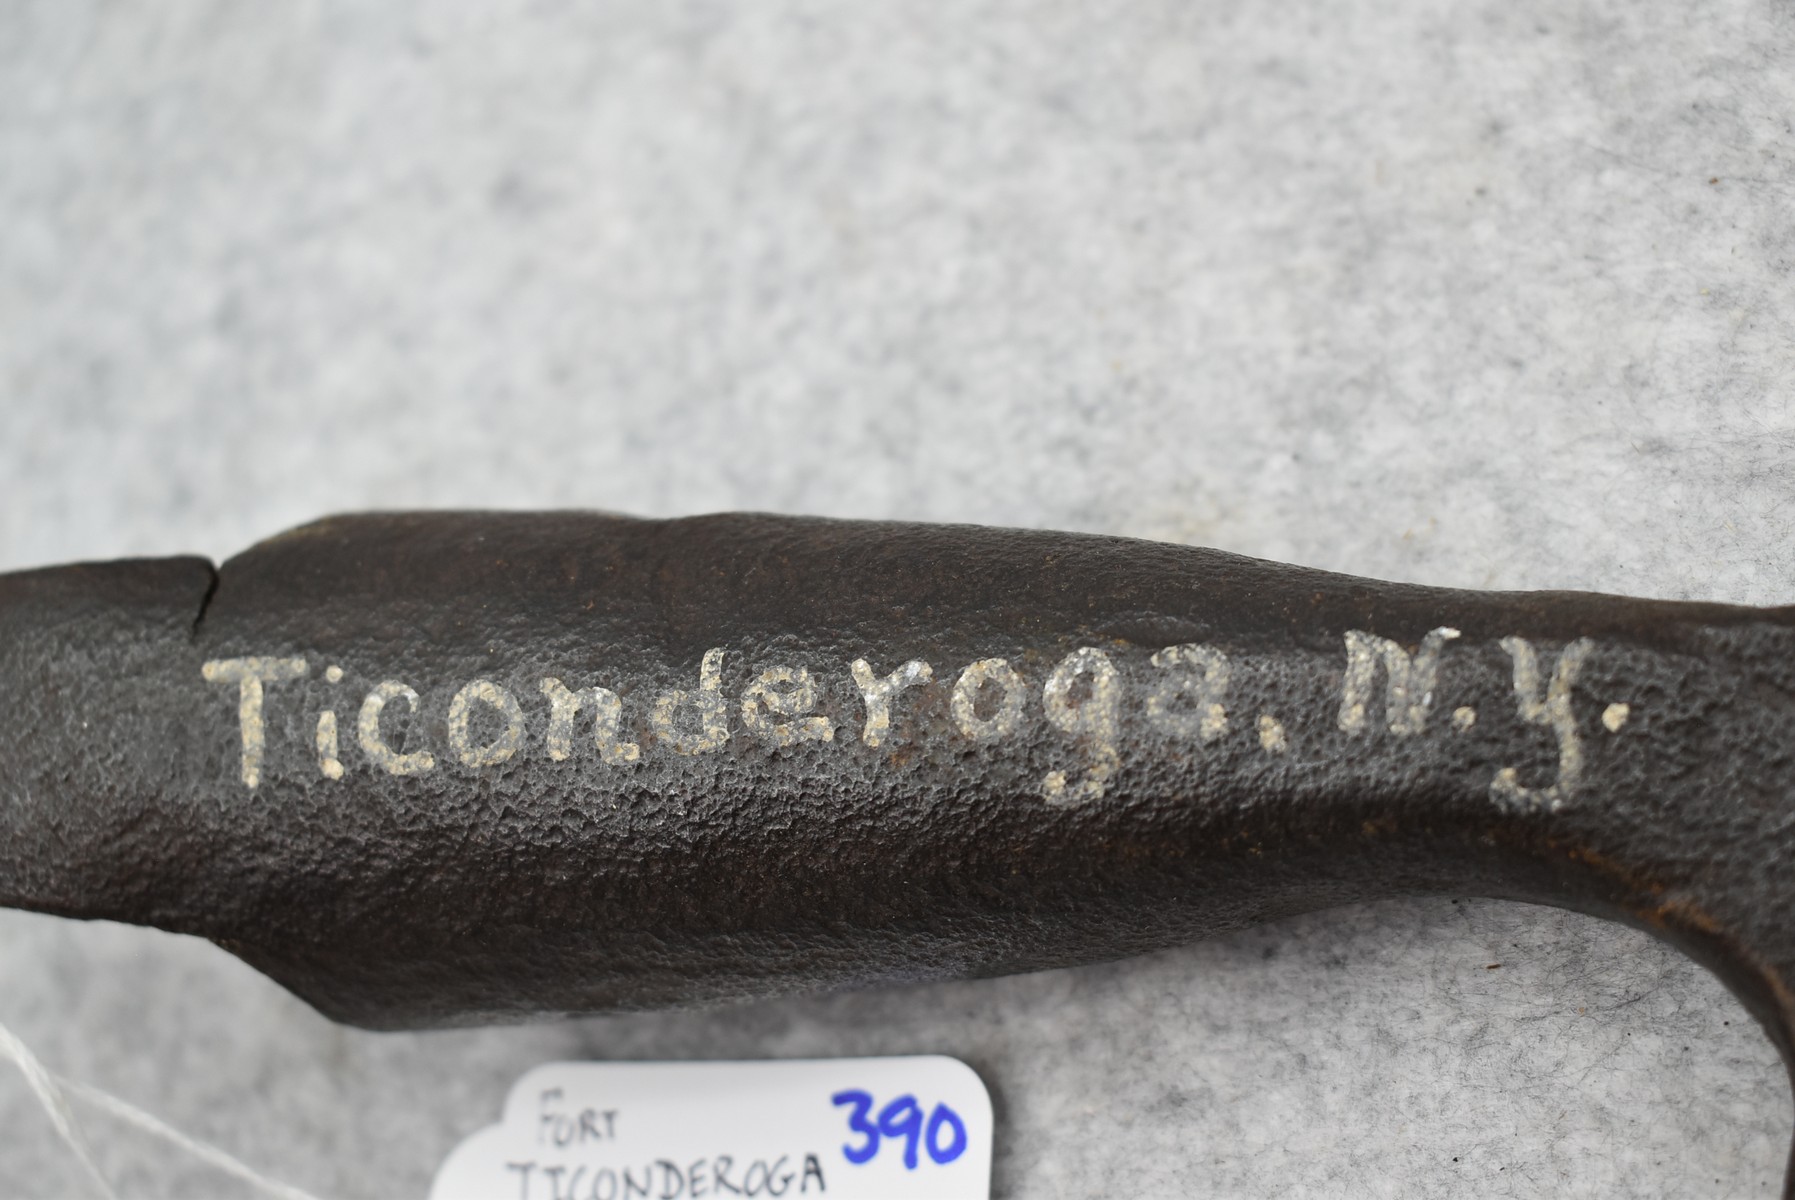 Ticonderoga, N.y.
390
FORT
TICONDEROGA